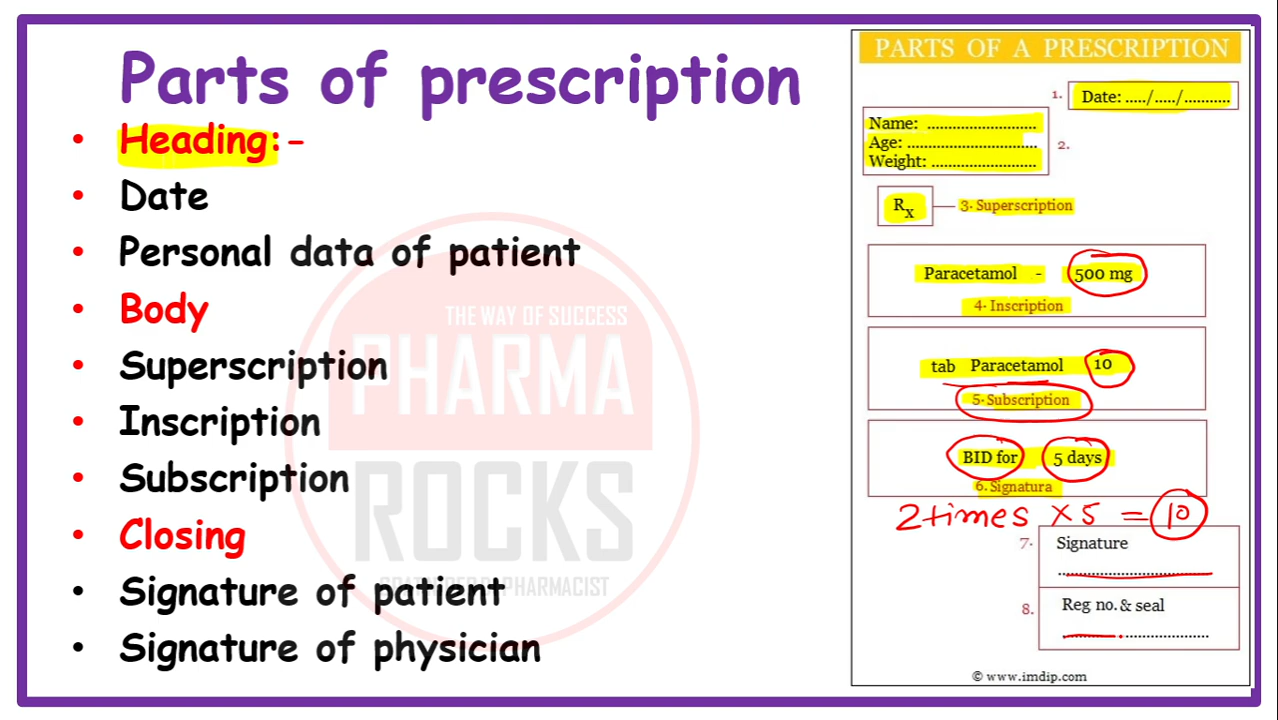 Parts of prescription
• Heading:-
• Date
• Personal data of patient
• Body
• Superscription
• Inscription
• Subscription
• Closing
• Signature of patient
• Signature of physician
THE WAY OF SUCCESS
PHARMA
ROCKS
PHARMACIST
PARTS OF A PRESCRIPTION
1. Date: ...../...../...........
Name: ..........................
Age: ............................... 2.
Weight: .........................
Rx 3. Superscription
Paracetamol - 500 mg
4. Inscription
tab Paracetamol 10
5. Subscription
BID for 5 days
6. Signatura
2 times × 5 = 10
7. Signature
....................................
8. Reg no. & seal
...................................
© www.imdip.com